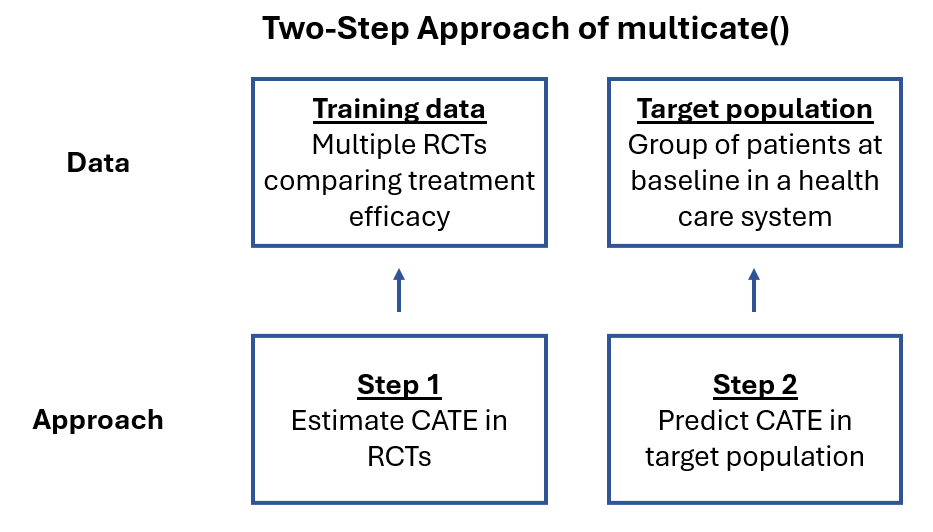 Two-Step Approach of multicate()
Data
Training data
Multiple RCTs
comparing treatment
efficacy
Target population
Group of patients at
baseline in a health
care system
Approach
Step 1
Estimate CATE in
RCTs
Step 2
Predict CATE in
target population